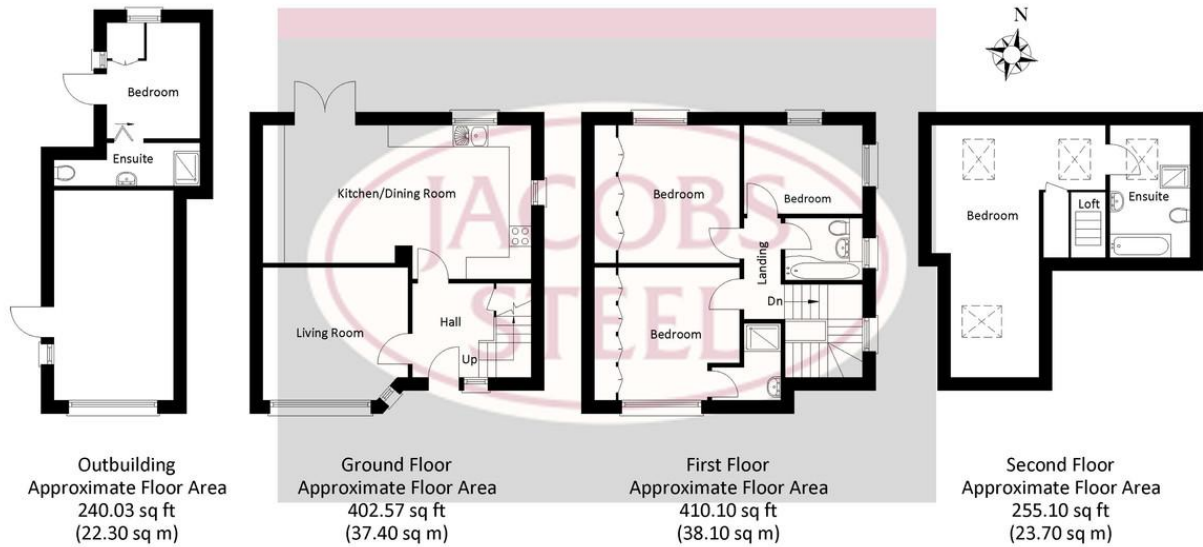 N
Bedroom
Ensuite
Kitchen/Dining Room
Living Room
Hall
Up
Bedroom
Bedroom
Landing
Dn
Bedroom
Bedroom
Loft
Ensuite
JACOBS
STEEL
Outbuilding
Approximate Floor Area
240.03 sq ft
(22.30 sq m)
Ground Floor
Approximate Floor Area
402.57 sq ft
(37.40 sq m)
First Floor
Approximate Floor Area
410.10 sq ft
(38.10 sq m)
Second Floor
Approximate Floor Area
255.10 sq ft
(23.70 sq m)